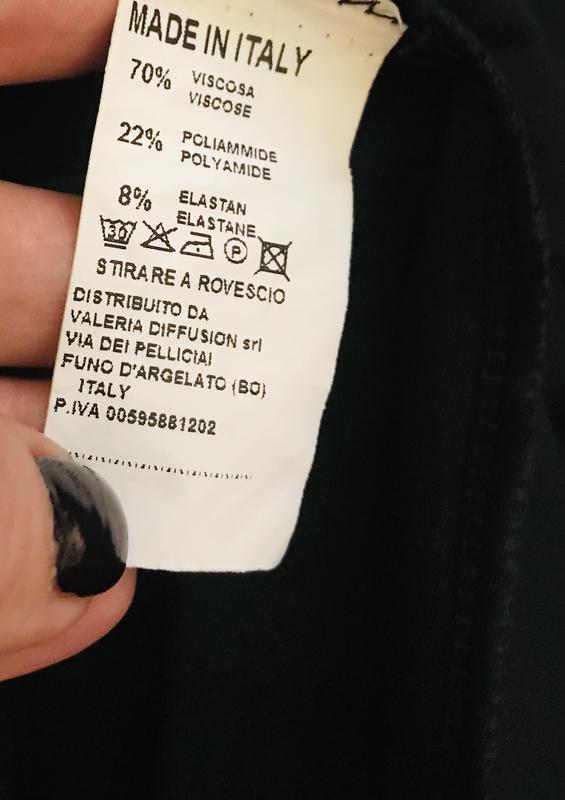 MADE IN ITALY
70% VISCOSA
VISCOSE
22% POLIAMMIDE
POLYAMIDE
8% ELASTAN
ELASTANE
30 P
STIRARE A ROVESCIO
DISTRIBUITO DA
VALERIA DIFFUSION srl
VIA DEI PELLICIAI
FUNO D'ARGELATO (BO)
ITALY
P.IVA 00595881202